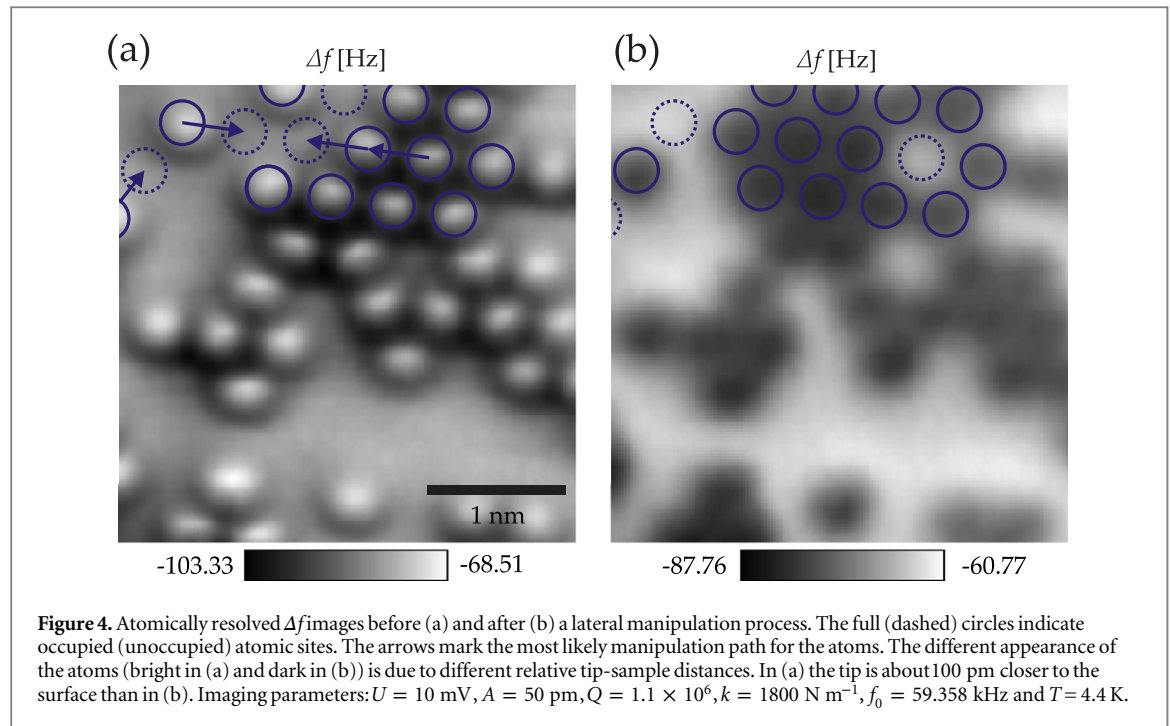 (a)
(b)
Δf [Hz]
Δf [Hz]
1 nm
-103.33
-68.51
-87.76
-60.77
Figure 4. Atomically resolved Δf images before (a) and after (b) a lateral manipulation process. The full (dashed) circles indicate
occupied (unoccupied) atomic sites. The arrows mark the most likely manipulation path for the atoms. The different appearance of
the atoms (bright in (a) and dark in (b)) is due to different relative tip-sample distances. In (a) the tip is about 100 pm closer to the
surface than in (b). Imaging parameters: U = 10 mV, A = 50 pm, Q = 1.1 × 10⁶, k = 1800 N m⁻¹, f₀ = 59.358 kHz and T = 4.4 K.